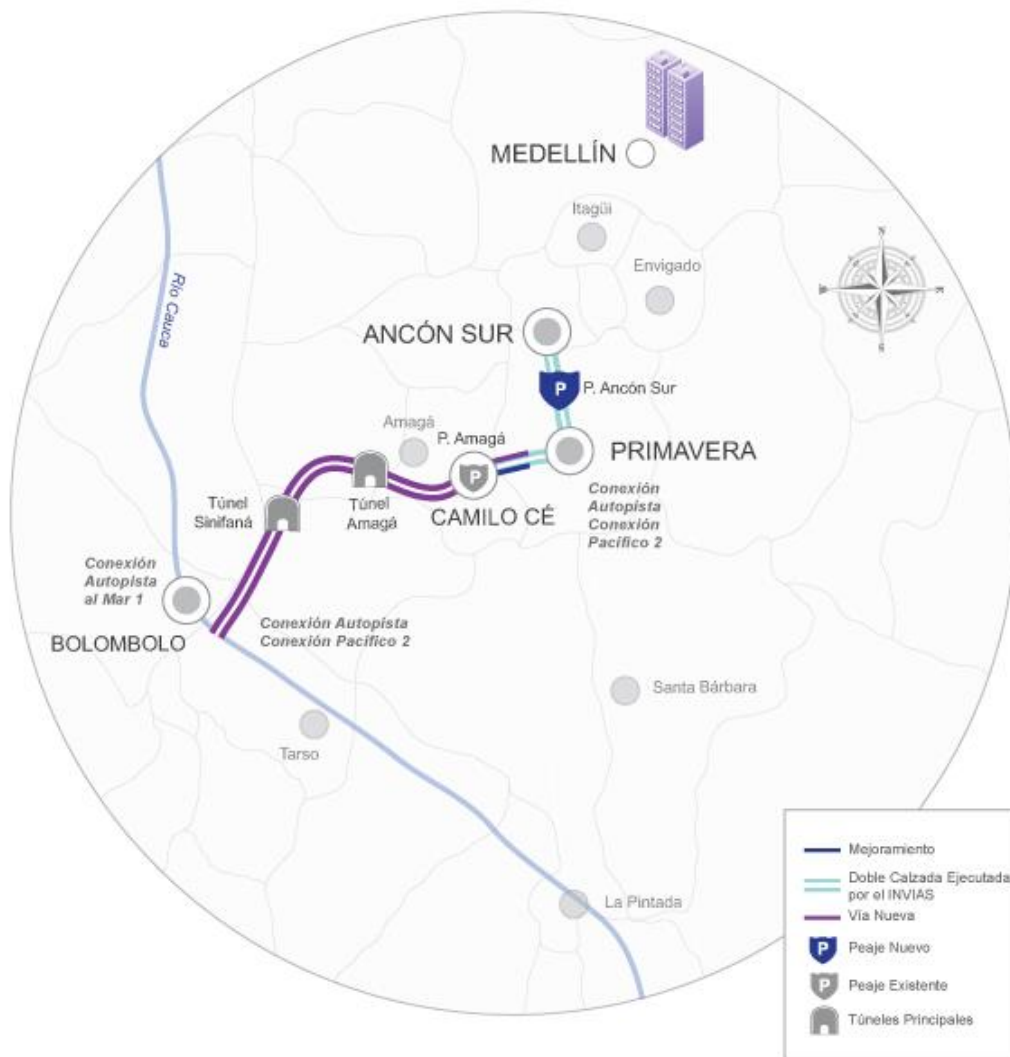 MEDELLÍN
Itagüi
Envigado
N
S
Río Cauca
ANCÓN SUR
P
P. Ancón Sur
Amagá
P. Amagá
P
PRIMAVERA
CAMILO CÉ
Túnel
Sinifaná
Túnel
Amagá
Conexión
Autopista
Conexión
Pacífico 2
Conexión
Autopista
al Mar 1
BOLOMBOLO
Conexión Autopista
Conexión Pacífico 2
Santa Bárbara
Tarso
La Pintada
Mejoramiento
Doble Calzada Ejecutada
por el INVIAS
Vía Nueva
P
Peaje Nuevo
P
Peaje Existente
Túneles Principales